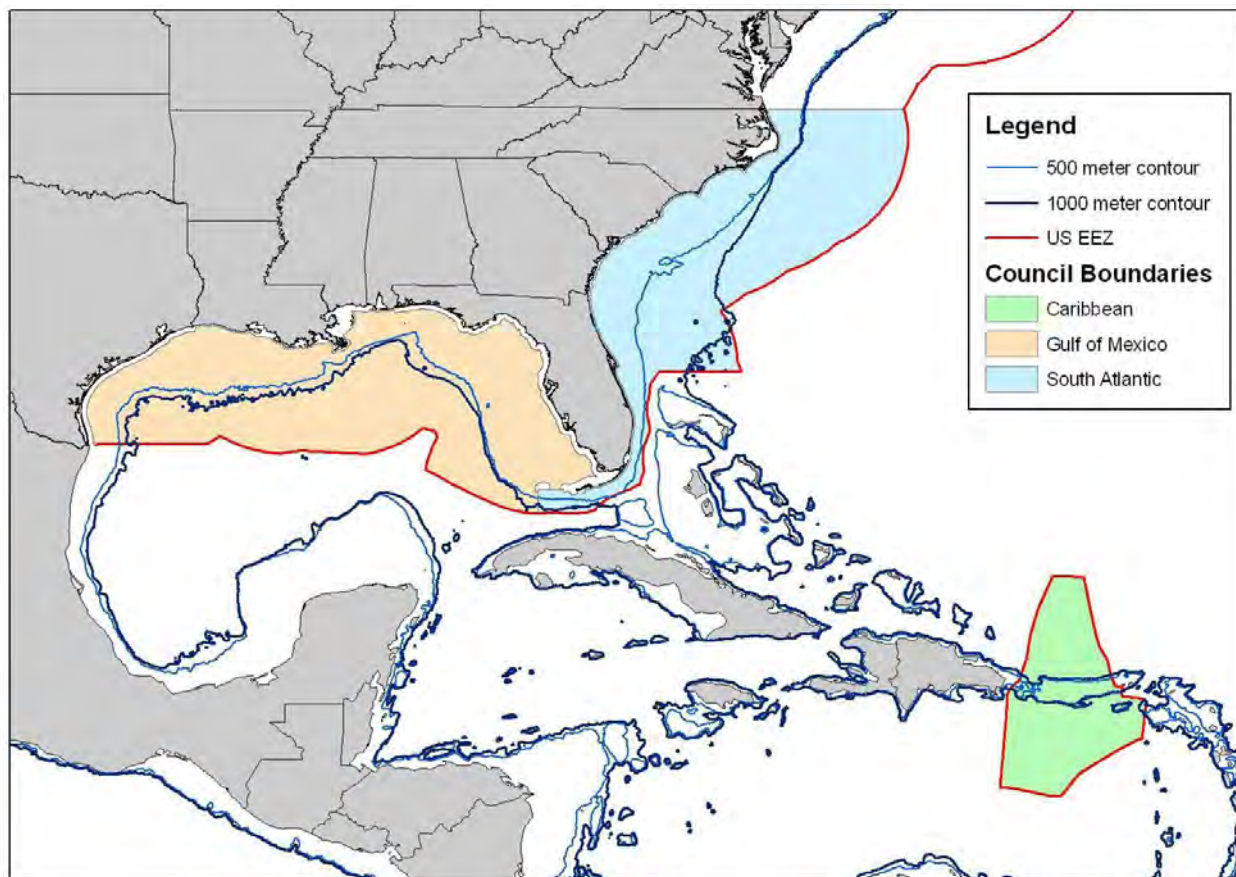 Legend
500 meter contour
1000 meter contour
US EEZ
Council Boundaries
Caribbean
Gulf of Mexico
South Atlantic